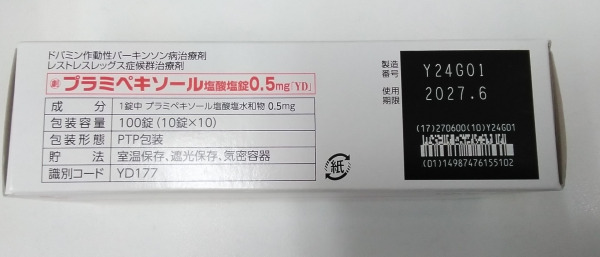 ドパミン作動性パーキンソン病治療剤
レストレスレッグス症候群治療剤
劇 プラミペキソール塩酸塩錠0.5mg「YD」
成分 1錠中 プラミペキソール塩酸塩水和物 0.5mg
包装容量 100錠(10錠×10)
包装形態 PTP包装
貯法 室温保存、遮光保存、気密容器
識別コード YD177
紙
製造番号 Y24G01
使用期限 2027.6
(17)270600(10)Y24G01
(01)14987476155102